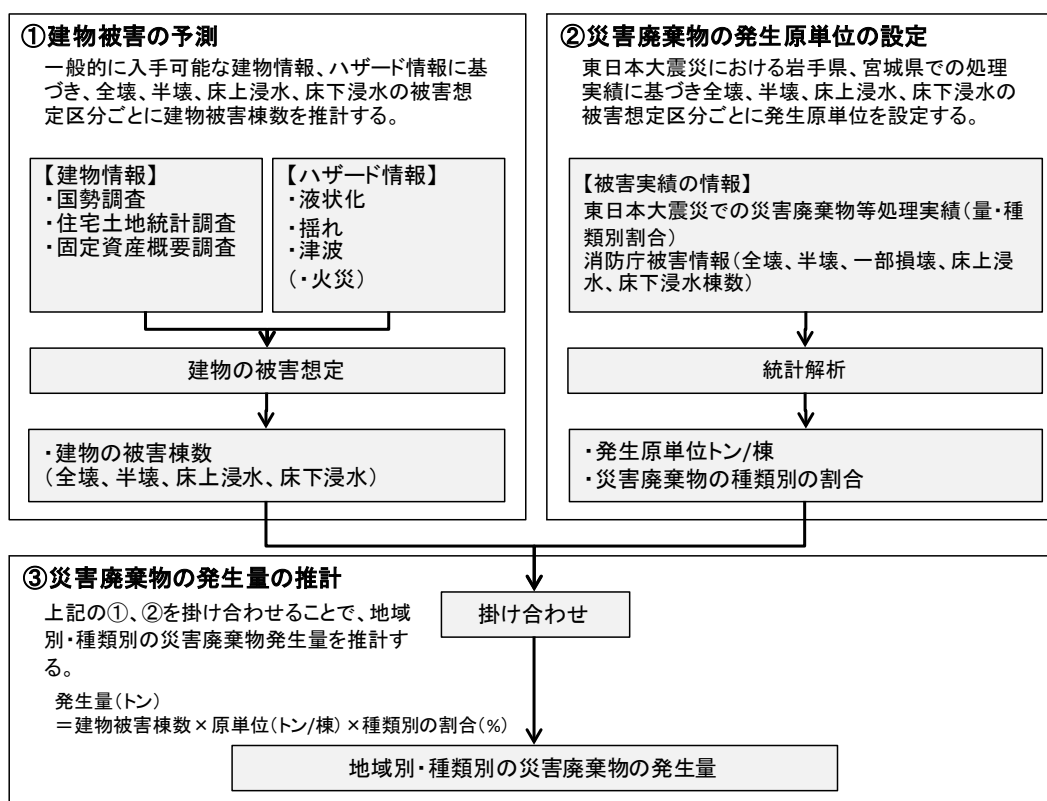 ①建物被害の予測
一般的に入手可能な建物情報、ハザード情報に基
づき、全壊、半壊、床上浸水、床下浸水の被害想
定区分ごとに建物被害棟数を推計する。
【建物情報】
・国勢調査
・住宅土地統計調査
・固定資産概要調査
【ハザード情報】
・液状化
・揺れ
・津波
(・火災)
建物の被害想定
・建物の被害棟数
(全壊、半壊、床上浸水、床下浸水)
②災害廃棄物の発生原単位の設定
東日本大震災における岩手県、宮城県での処理
実績に基づき全壊、半壊、床上浸水、床下浸水の
被害想定区分ごとに発生原単位を設定する。
【被害実績の情報】
東日本大震災での災害廃棄物等処理実績(量・種
類別割合)
消防庁被害情報(全壊、半壊、一部損壊、床上浸
水、床下浸水棟数)
統計解析
・発生原単位トン/棟
・災害廃棄物の種類別の割合
③災害廃棄物の発生量の推計
上記の①、②を掛け合わせることで、地域
別・種類別の災害廃棄物発生量を推計す
る。
発生量(トン)
=建物被害棟数×原単位(トン/棟)×種類別の割合(%)
掛け合わせ
地域別・種類別の災害廃棄物の発生量